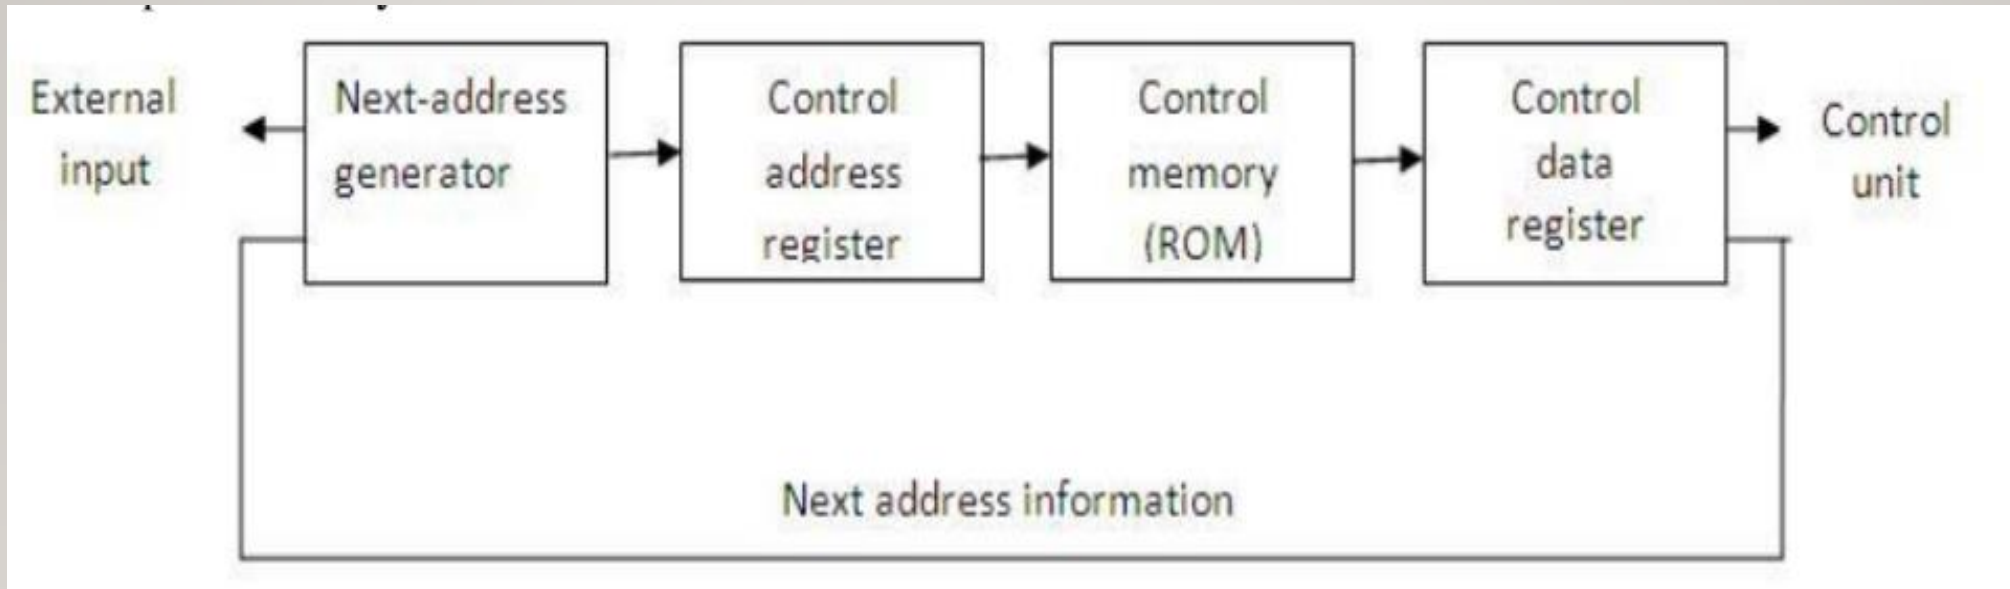 External
input
Next-address
generator
Control
address
register
Control
memory
(ROM)
Control
data
register
Control
unit
Next address information